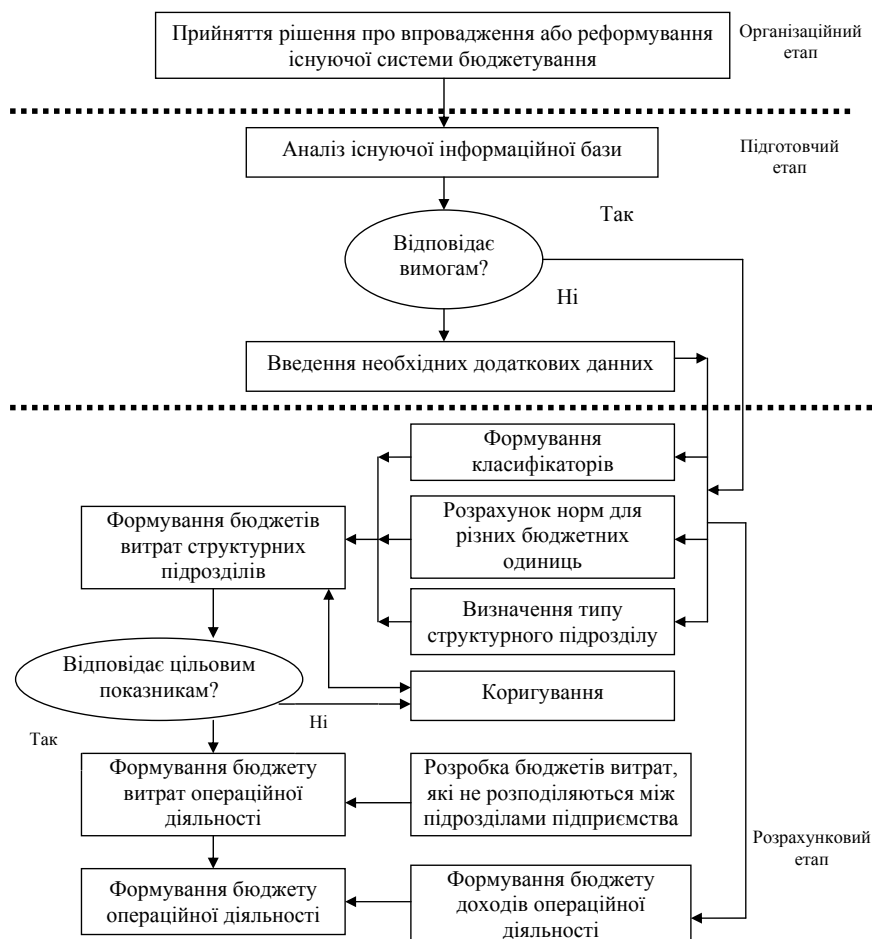 Прийняття рішення про впровадження або реформування
існуючої системи бюджетування
Організаційний
етап
Аналіз існуючої інформаційної бази
Підготовчий
етап
Так
Відповідає
вимогам?
Ні
Введення необхідних додаткових данних
Формування
класифікаторів
Формування бюджетів
витрат структурних
підрозділів
Розрахунок норм для
різних бюджетних
одиниць
Визначення типу
структурного підрозділу
Відповідає цільовим
показникам?
Коригування
Ні
Так
Формування бюджету
витрат операційної
діяльності
Розробка бюджетів витрат,
які не розподіляються між
підрозділами підприємства
Розрахунковий
етап
Формування бюджету
операційної діяльності
Формування бюджету
доходів операційної
діяльності